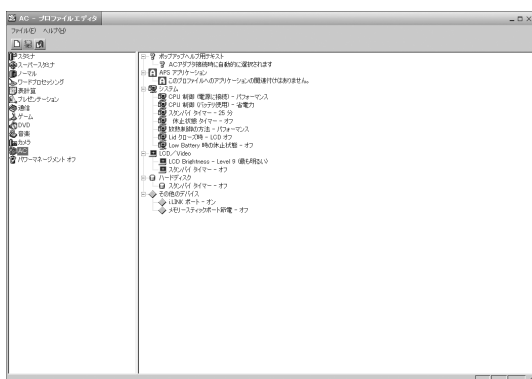 AC - プロファイルエディタ
ファイル(F) ヘルプ(H)
スタミナ
スーパースタミナ
ノーマル
ワードプロセッシング
表計算
プレゼンテーション
通信
ゲーム
DVD
音楽
カメラ
AC
パワーマネージメント オフ
ポップアップヘルプ用テキスト
ACアダプタ接続時に自動的に選択されます
APS アプリケーション
このプロファイルへのアプリケーションの関連付けはありません。
システム
CPU 制御 (電源に接続) - パフォーマンス
CPU 制御 (バッテリ使用) - 省電力
スタンバイ タイマー - 25 分
休止状態 タイマー - オフ
放熱制御の方法 - パフォーマンス
Lid クローズ時 - LCD オフ
Low Battery 時の休止状態 - オフ
LCD／Video
LCD Brightness - Level 9 (最も明るい)
スタンバイ タイマー - オフ
ハードディスク
スタンバイ タイマー - オフ
その他のデバイス
i.LINK ポート - オン
メモリースティックポート節電 - オフ